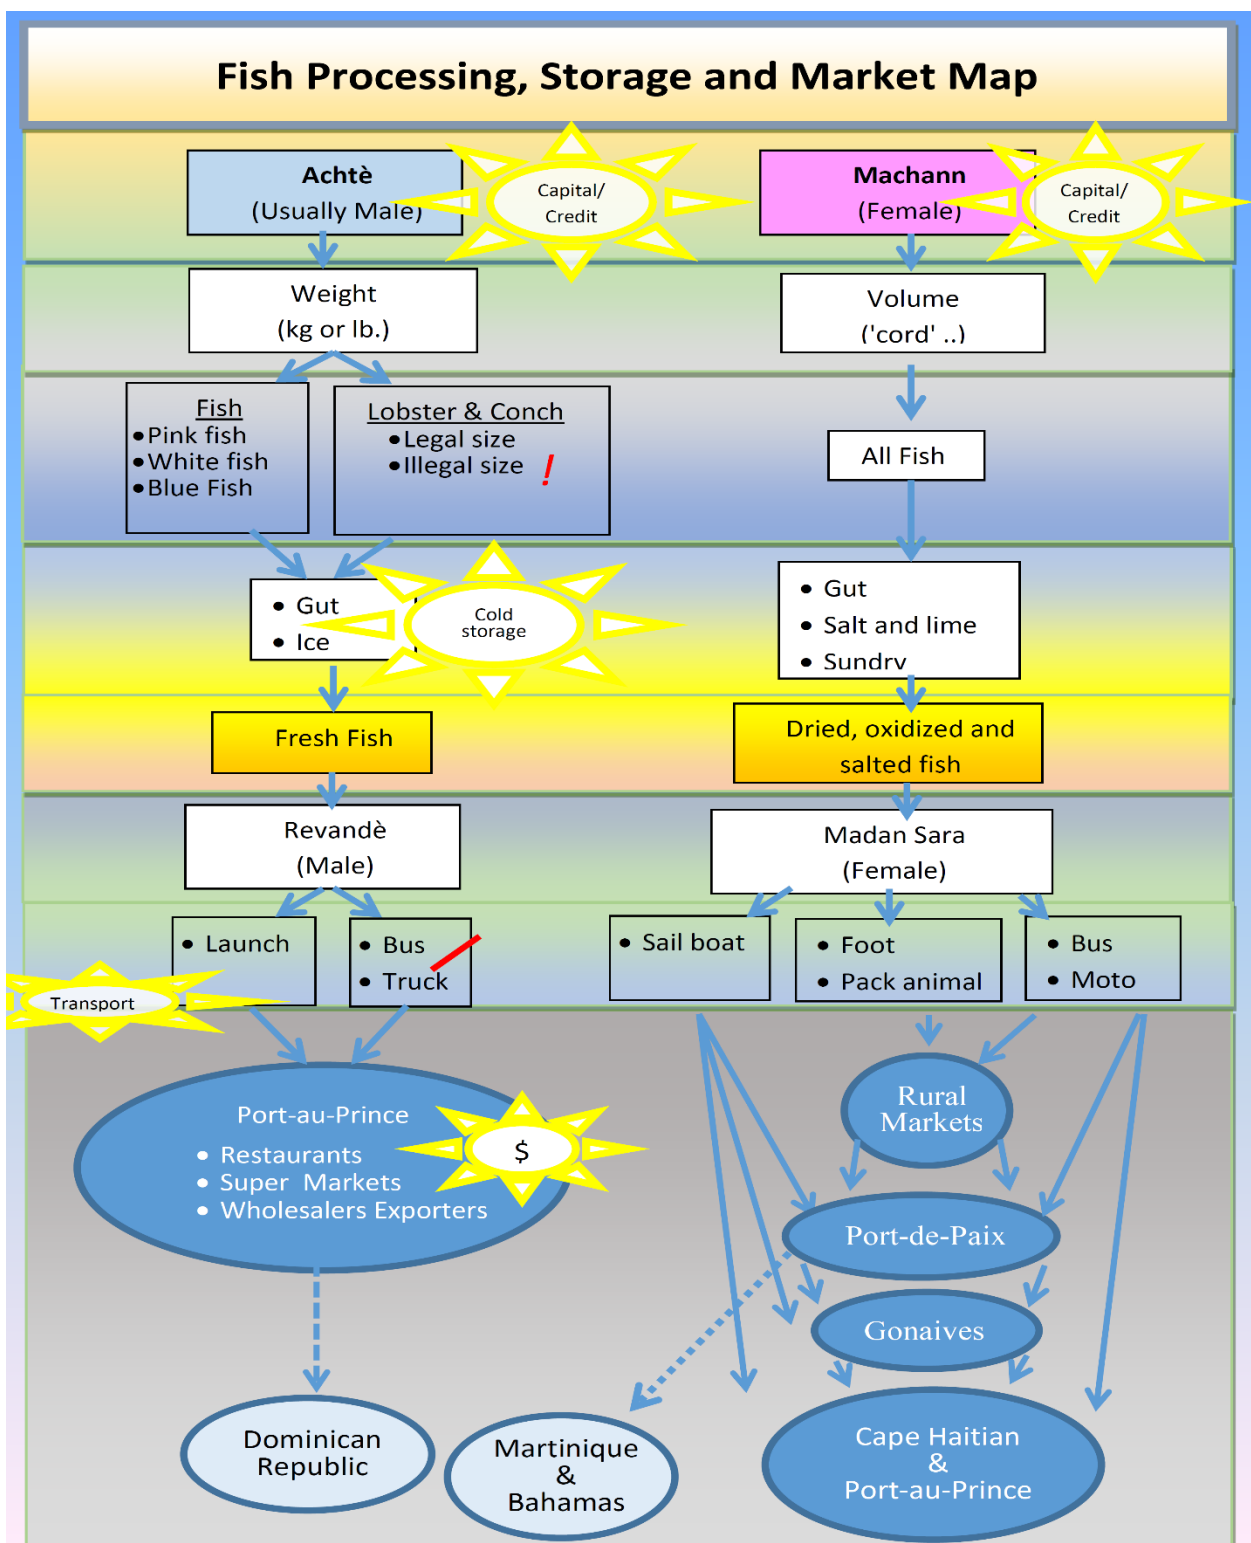 Fish Processing, Storage and Market Map
Achtè
(Usually Male)
Capital/
Credit
Machann
(Female)
Capital/
Credit
Weight
(kg or lb.)
Volume
('cord' ..)
Fish
• Pink fish
• White fish
• Blue Fish
Lobster & Conch
• Legal size
• Illegal size !
All Fish
• Gut
• Ice
Cold
storage
• Gut
• Salt and lime
• Sundry
Fresh Fish
Dried, oxidized and
salted fish
Revandè
(Male)
Madan Sara
(Female)
• Launch
• Bus
• Truck
• Sail boat
• Foot
• Pack animal
• Bus
• Moto
Transport
Port-au-Prince
• Restaurants
• Super Markets
• Wholesalers Exporters
$
Rural
Markets
Port-de-Paix
Gonaives
Dominican
Republic
Martinique
&
Bahamas
Cape Haitian
&
Port-au-Prince